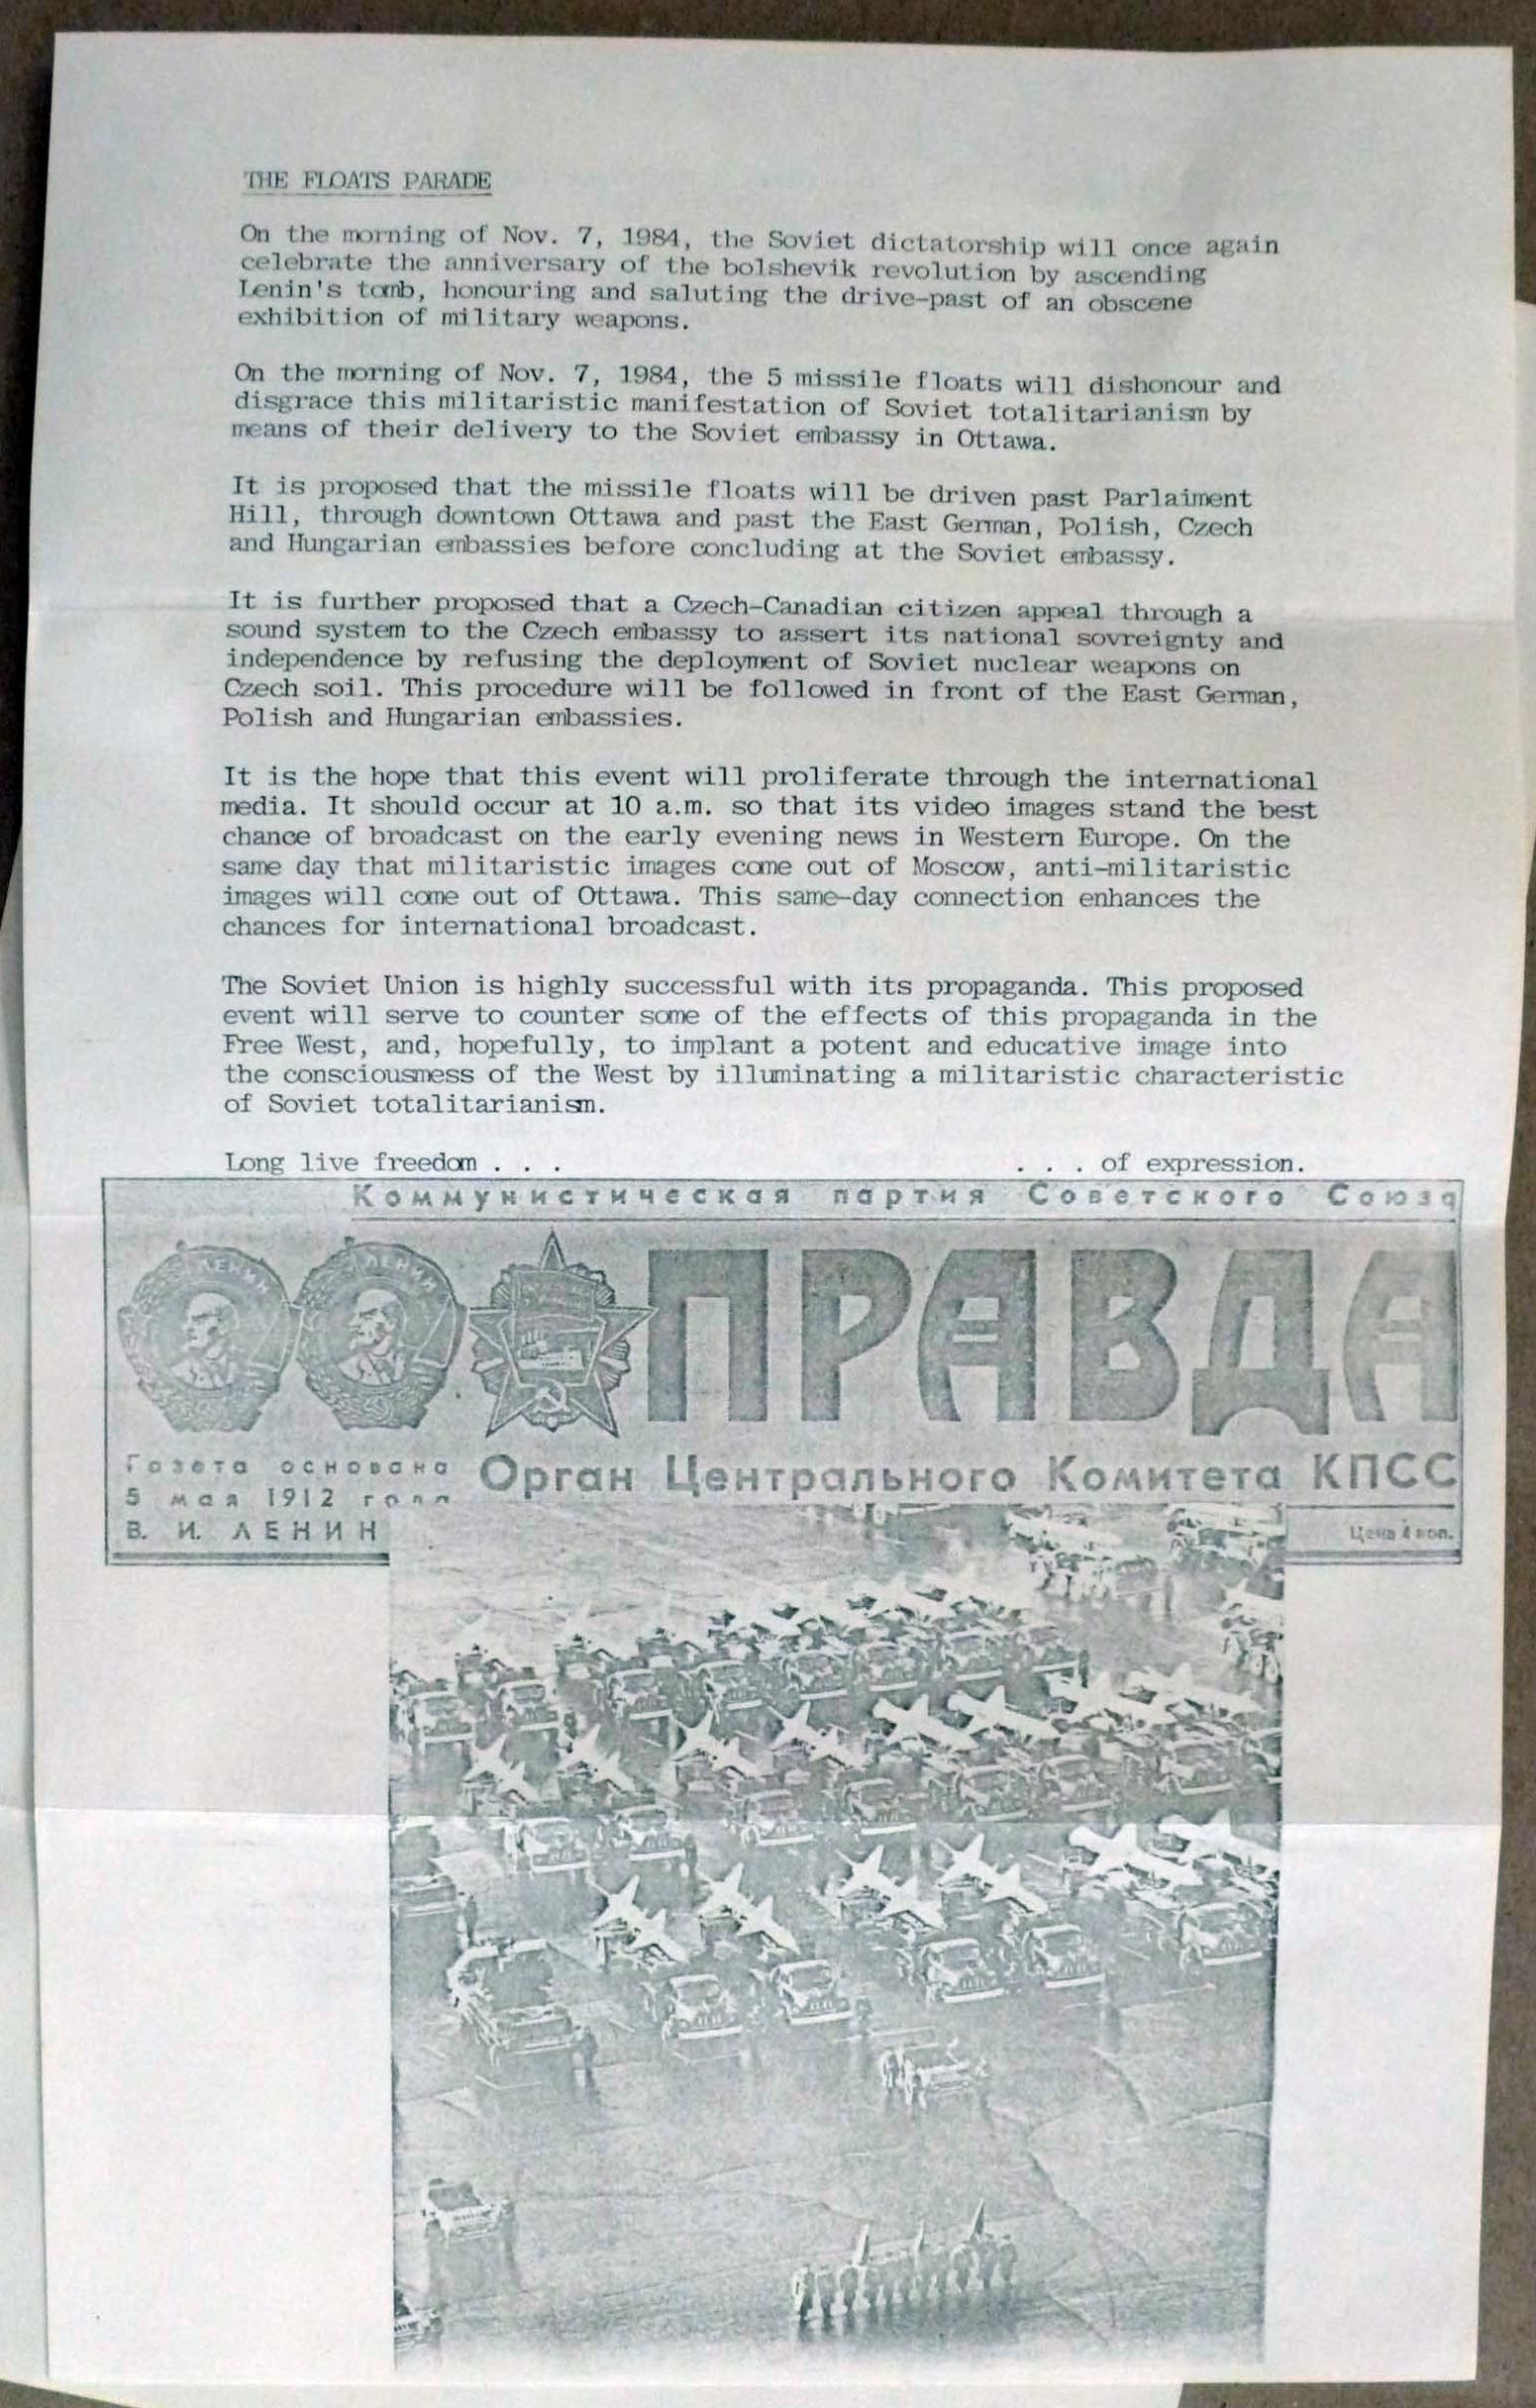 THE FLOATS PARADE
On the morning of Nov. 7, 1984, the Soviet dictatorship will once again
celebrate the anniversary of the bolshevik revolution by ascending
Lenin's tomb, honouring and saluting the drive-past of an obscene
exhibition of military weapons.
On the morning of Nov. 7, 1984, the 5 missile floats will dishonour and
disgrace this militaristic manifestation of Soviet totalitarianism by
means of their delivery to the Soviet embassy in Ottawa.
It is proposed that the missile floats will be driven past Parlaiment
Hill, through downtown Ottawa and past the East German, Polish, Czech
and Hungarian embassies before concluding at the Soviet embassy.
It is further proposed that a Czech-Canadian citizen appeal through a
sound system to the Czech embassy to assert its national sovreignty and
independence by refusing the deployment of Soviet nuclear weapons on
Czech soil. This procedure will be followed in front of the East German,
Polish and Hungarian embassies.
It is the hope that this event will proliferate through the international
media. It should occur at 10 a.m. so that its video images stand the best
chance of broadcast on the early evening news in Western Europe. On the
same day that militaristic images come out of Moscow, anti-militaristic
images will come out of Ottawa. This same-day connection enhances the
chances for international broadcast.
The Soviet Union is highly successful with its propaganda. This proposed
event will serve to counter some of the effects of this propaganda in the
Free West, and, hopefully, to implant a potent and educative image into
the consciousness of the West by illuminating a militaristic characteristic
of Soviet totalitarianism.
Long live freedom . . . . . . of expression.
Коммунистическая партия Советского Союза
ЛЕНИН ЛЕНИН
ПРАВДА
Газета основана
5 мая 1912 года
В. И. ЛЕНИН
Орган Центрального Комитета КПСС
Цена 4 коп.